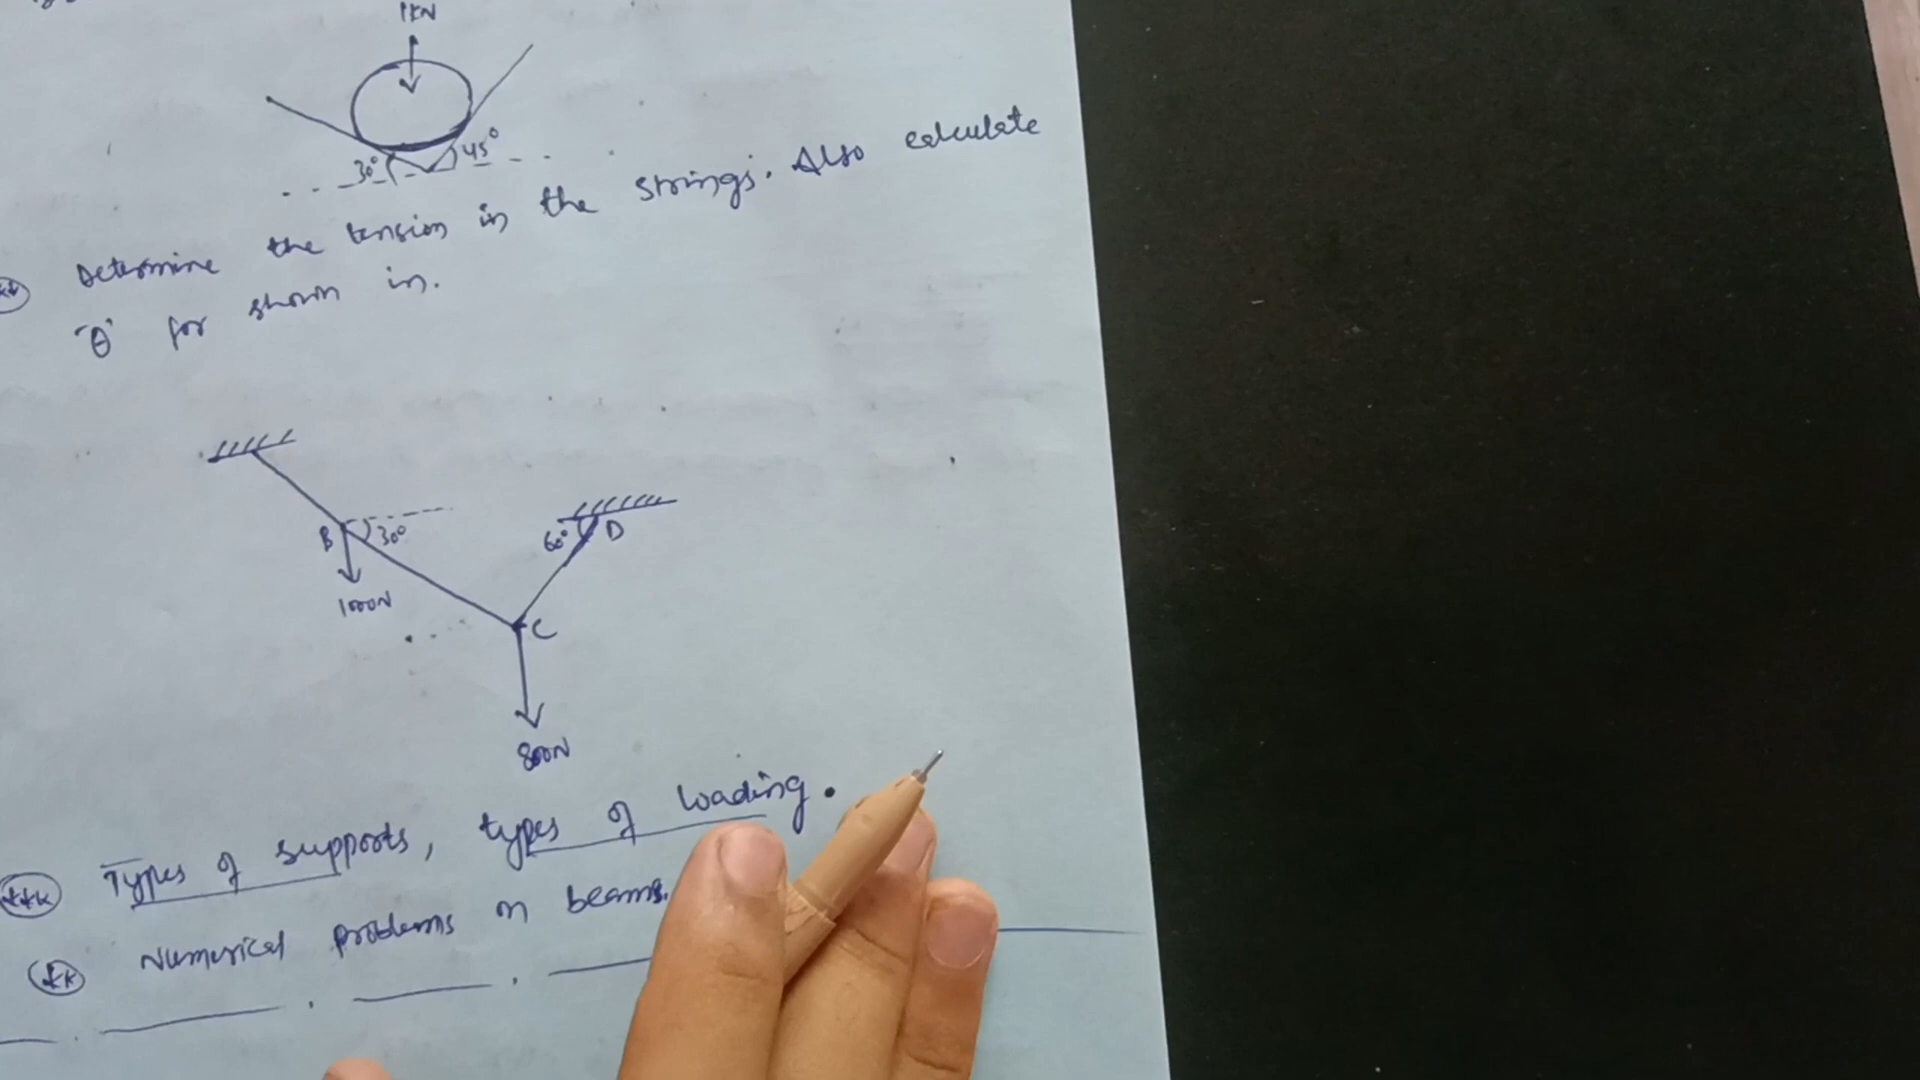 1KN
30° 45°
Determine the tension in the strings. Also calculate
'θ' for shown in.
B 30°
60° D
1000N
C
800N
Types of supports, types of loading.
Numerical problems on beams.